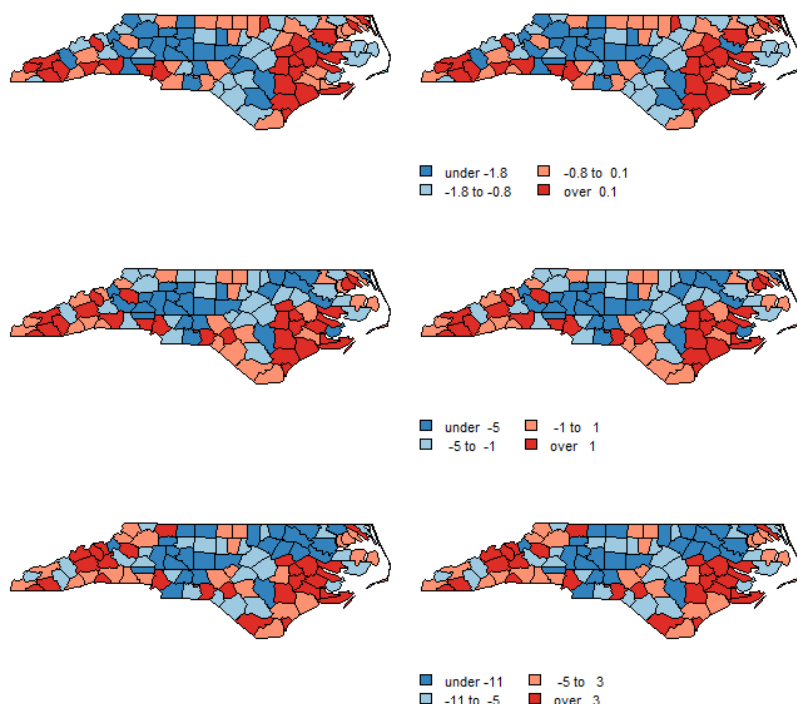 under -1.8 -0.8 to 0.1
-1.8 to -0.8 over 0.1
under -5 -1 to 1
-5 to -1 over 1
under -11 -5 to 3
-11 to -5 over 3